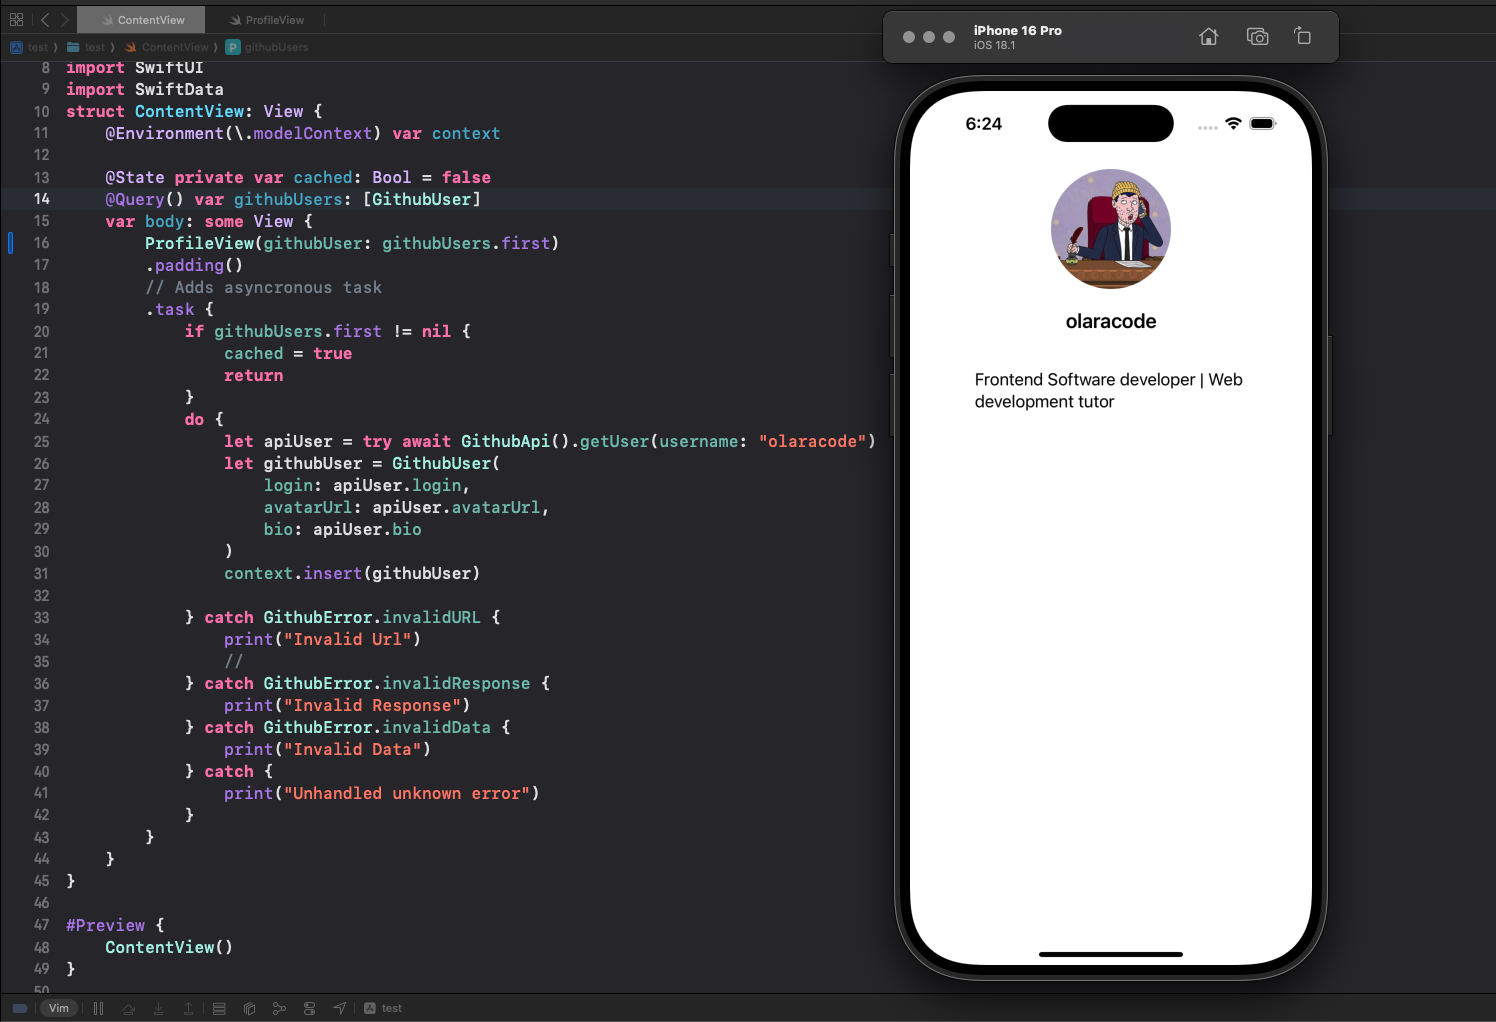 ContentView
ProfileView
test
test
ContentView
P
githubUsers
8 import SwiftUI
9 import SwiftData
10 struct ContentView: View {
11 @Environment(\.modelContext) var context
12
13 @State private var cached: Bool = false
14 @Query() var githubUsers: [GithubUser]
15 var body: some View {
16 ProfileView(githubUser: githubUsers.first)
17 .padding()
18 // Adds asyncronous task
19 .task {
20 if githubUsers.first != nil {
21 cached = true
22 return
23 }
24 do {
25 let apiUser = try await GithubApi().getUser(username: "olaracode")
26 let githubUser = GithubUser(
27 login: apiUser.login,
28 avatarUrl: apiUser.avatarUrl,
29 bio: apiUser.bio
30 )
31 context.insert(githubUser)
32
33 } catch GithubError.invalidURL {
34 print("Invalid Url")
35 //
36 } catch GithubError.invalidResponse {
37 print("Invalid Response")
38 } catch GithubError.invalidData {
39 print("Invalid Data")
40 } catch {
41 print("Unhandled unknown error")
42 }
43 }
44 }
45 }
46
47 #Preview {
48 ContentView()
49 }
50
Vim
test
iPhone 16 Pro
iOS 18.1
6:24
olaracode
Frontend Software developer | Web
development tutor